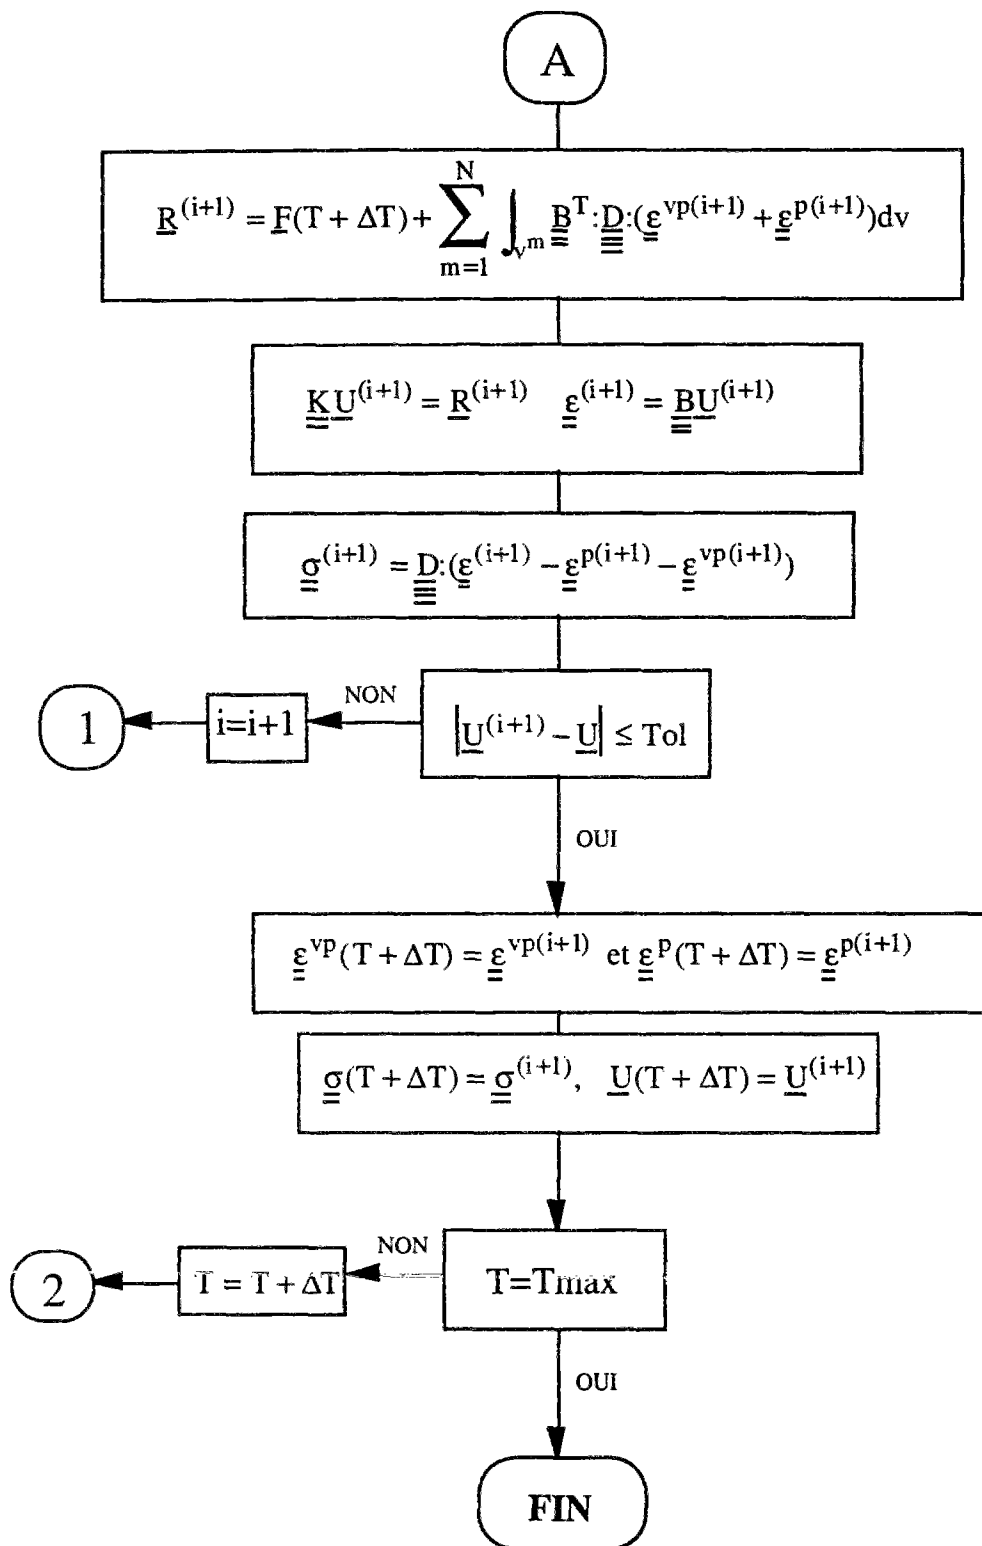 A
R^(i+1) = F(T + ΔT) + ∑_{m=1}^{N} ∫_{v^m} B^T:D:(ε^vp(i+1) + ε^p(i+1))dv
K U^(i+1) = R^(i+1) ε^(i+1) = B U^(i+1)
σ^(i+1) = D:(ε^(i+1) − ε^p(i+1) − ε^vp(i+1))
1
i=i+1
NON
|U^(i+1) − U| ≤ Tol
OUI
ε^vp(T + ΔT) = ε^vp(i+1) et ε^p(T + ΔT) = ε^p(i+1)
σ(T + ΔT) = σ^(i+1), U(T + ΔT) = U^(i+1)
2
T = T + ΔT
NON
T=Tmax
OUI
FIN